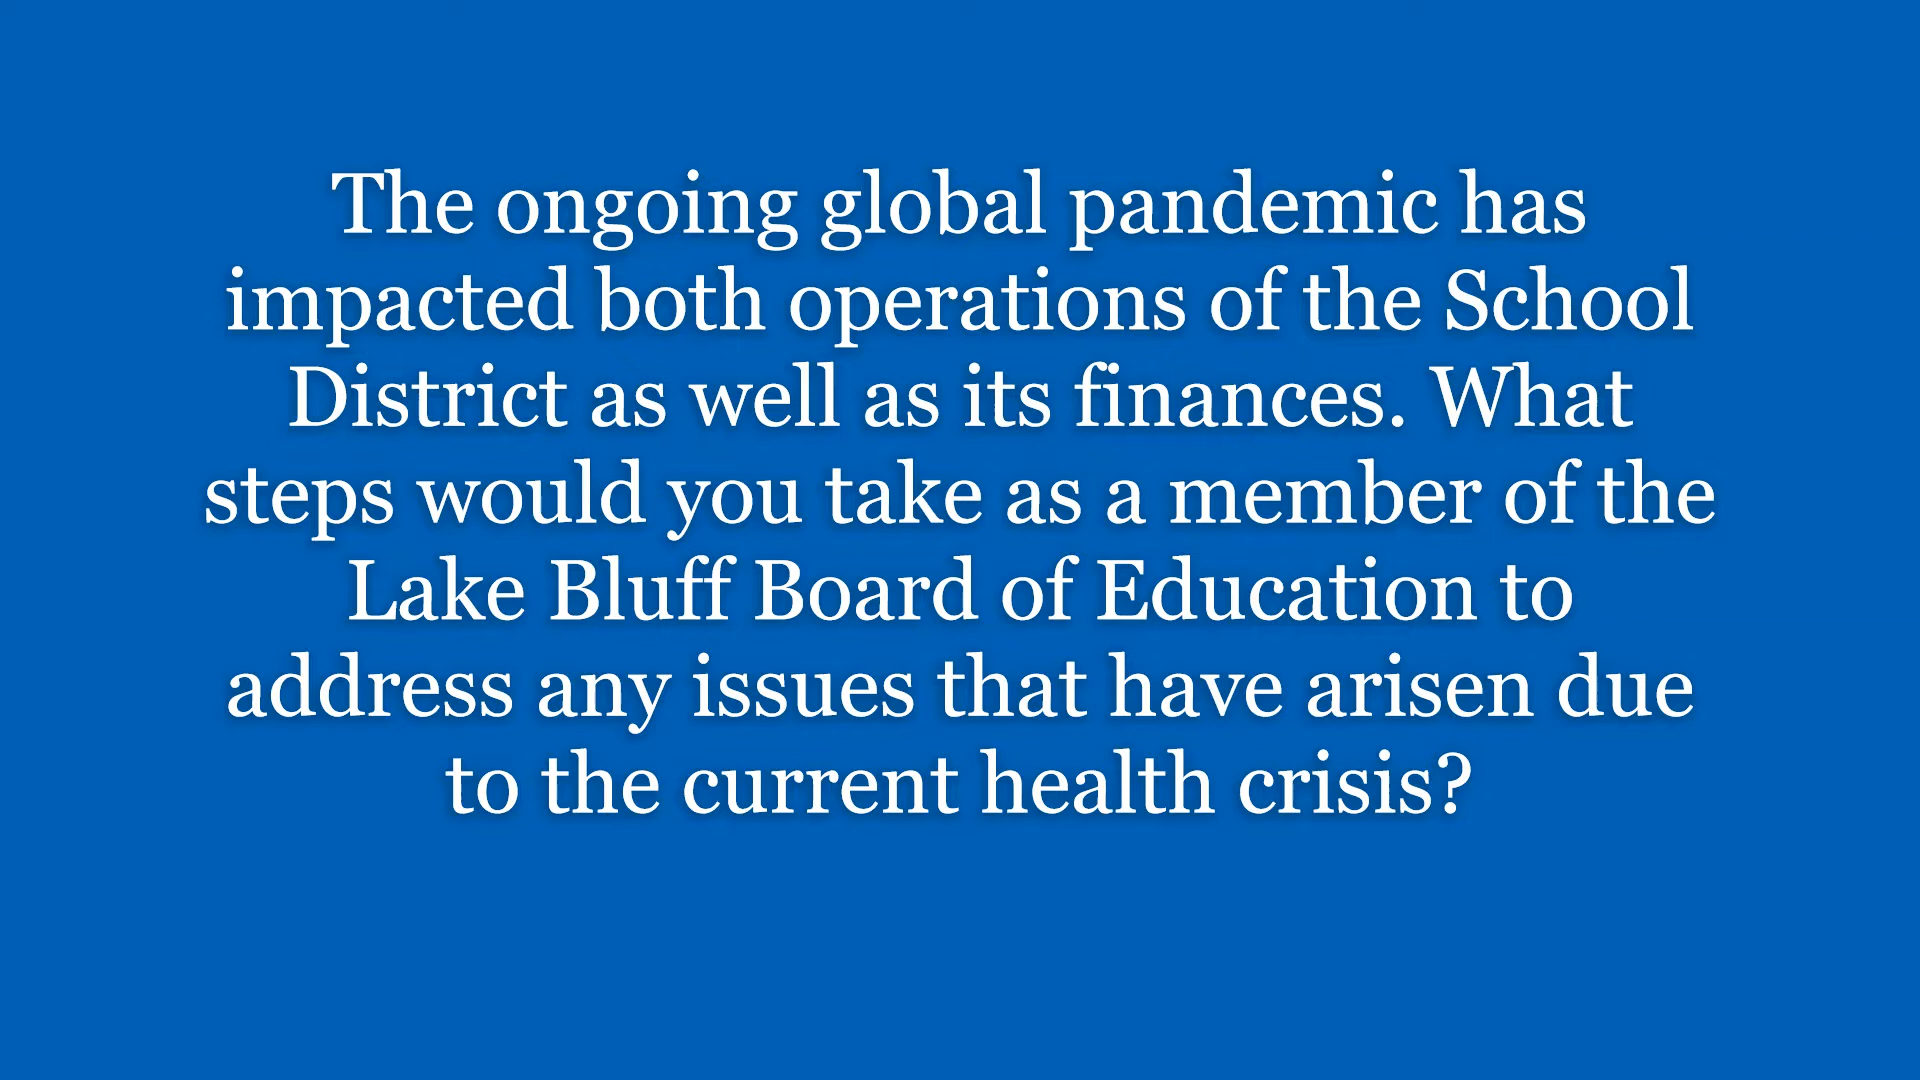 The ongoing global pandemic has
impacted both operations of the School
District as well as its finances. What
steps would you take as a member of the
Lake Bluff Board of Education to
address any issues that have arisen due
to the current health crisis?